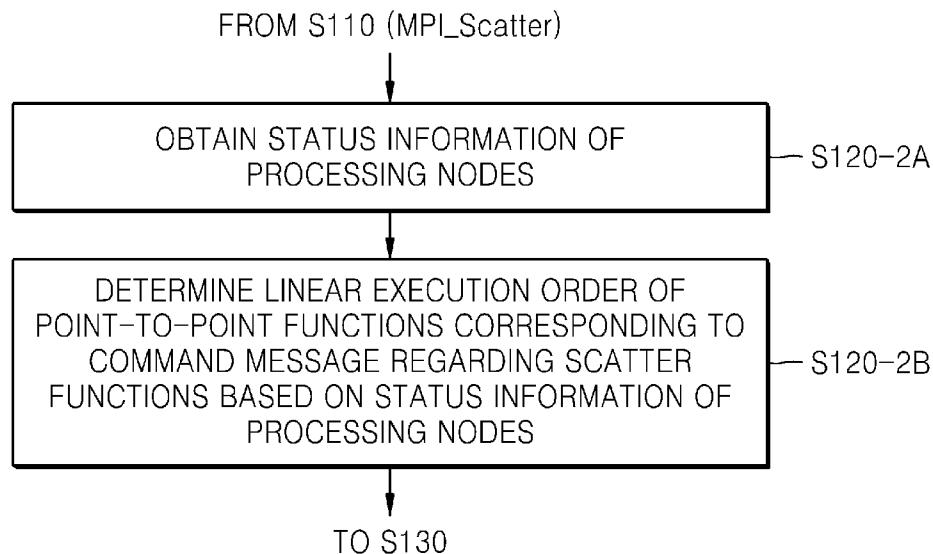 FROM S110 (MPI_Scatter)
OBTAIN STATUS INFORMATION OF
PROCESSING NODES
S120-2A
DETERMINE LINEAR EXECUTION ORDER OF
POINT-TO-POINT FUNCTIONS CORRESPONDING TO
COMMAND MESSAGE REGARDING SCATTER
FUNCTIONS BASED ON STATUS INFORMATION OF
PROCESSING NODES
S120-2B
TO S130